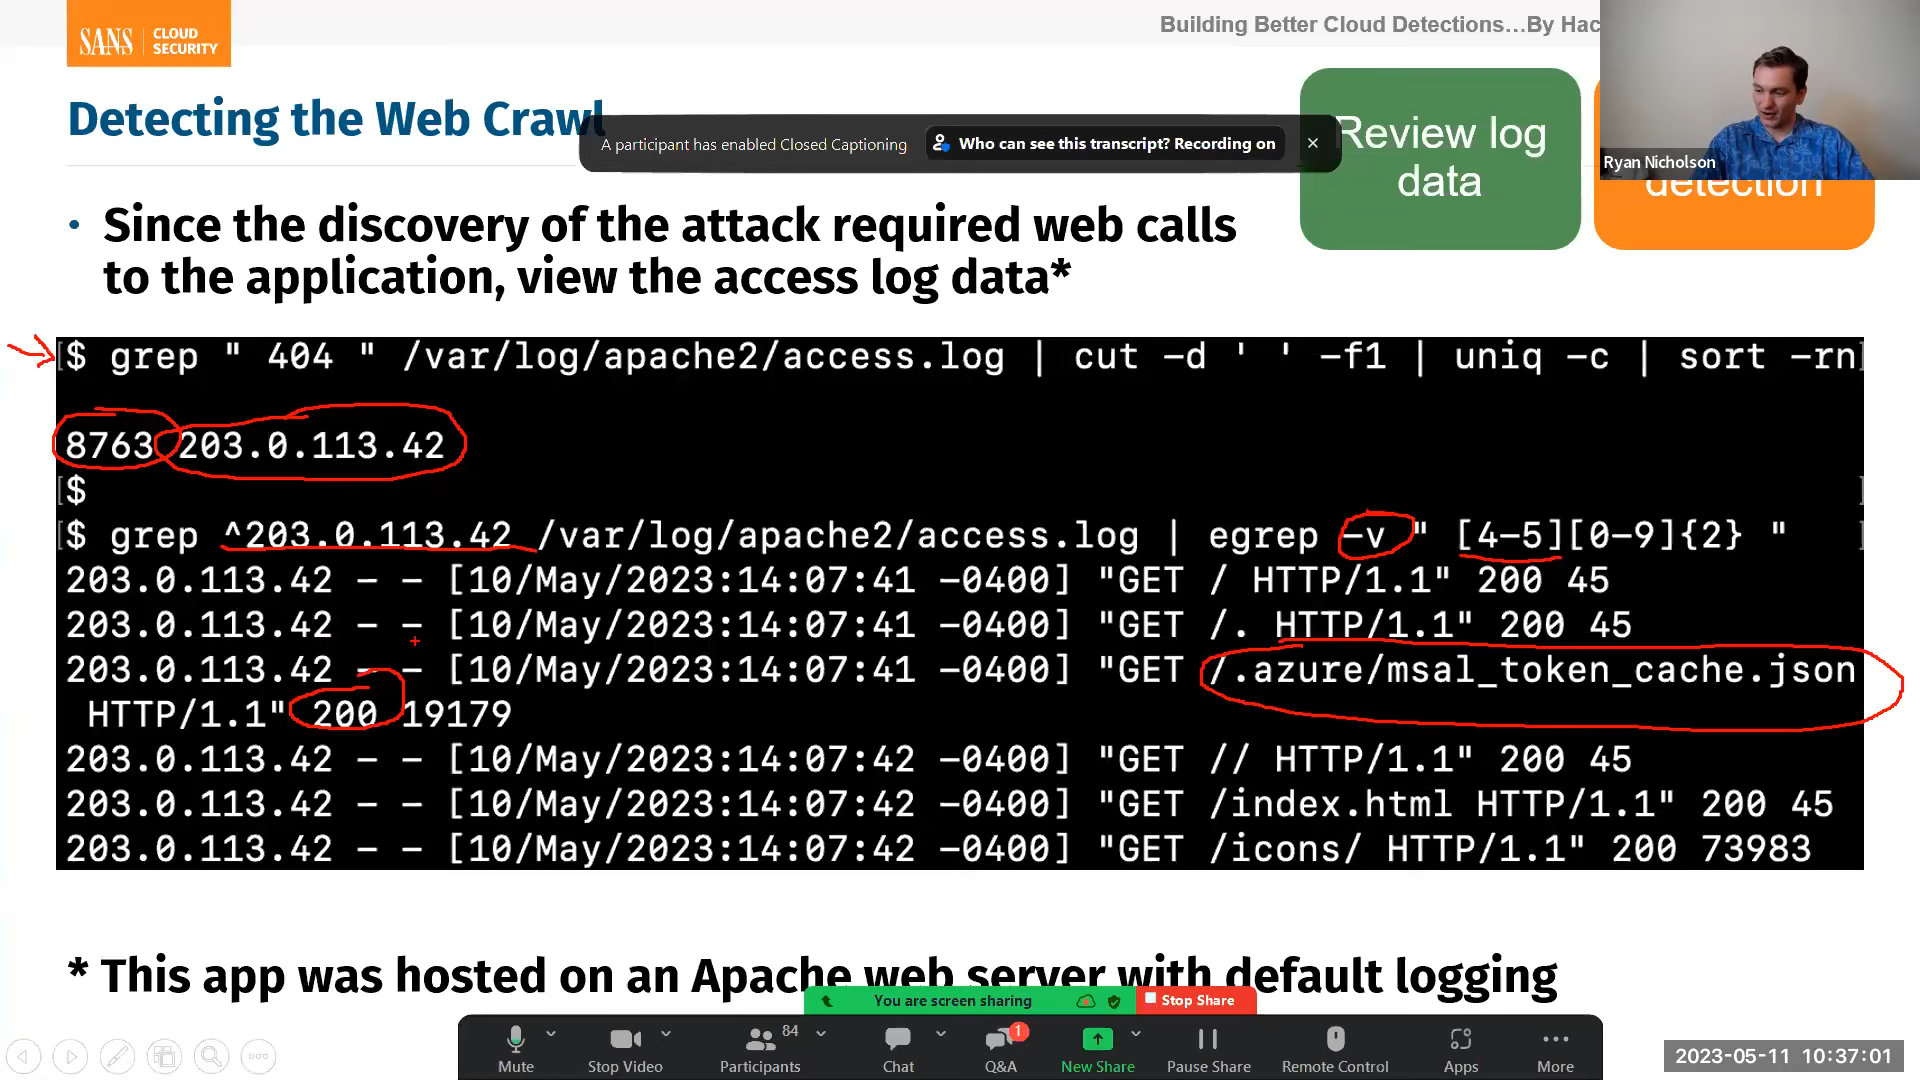 SANS | CLOUD SECURITY
Building Better Cloud Detections...By Hac
Detecting the Web Crawl
A participant has enabled Closed Captioning
Who can see this transcript? Recording on
×
Review log
data
detection
Ryan Nicholson
• Since the discovery of the attack required web calls
to the application, view the access log data*
[$ grep " 404 " /var/log/apache2/access.log | cut -d ' ' -f1 | uniq -c | sort -rn]
8763 203.0.113.42
[$ ]
[$ grep ^203.0.113.42 /var/log/apache2/access.log | egrep -v " [4-5][0-9]{2} " ]
203.0.113.42 - - [10/May/2023:14:07:41 -0400] "GET / HTTP/1.1" 200 45
203.0.113.42 - - [10/May/2023:14:07:41 -0400] "GET /. HTTP/1.1" 200 45
203.0.113.42 - - [10/May/2023:14:07:41 -0400] "GET /.azure/msal_token_cache.json
HTTP/1.1" 200 19179
203.0.113.42 - - [10/May/2023:14:07:42 -0400] "GET // HTTP/1.1" 200 45
203.0.113.42 - - [10/May/2023:14:07:42 -0400] "GET /index.html HTTP/1.1" 200 45
203.0.113.42 - - [10/May/2023:14:07:42 -0400] "GET /icons/ HTTP/1.1" 200 73983
* This app was hosted on an Apache web server with default logging
You are screen sharing
Stop Share
84
1
Mute
Stop Video
Participants
Chat
Q&A
New Share
Pause Share
Remote Control
Apps
More
2023-05-11 10:37:01